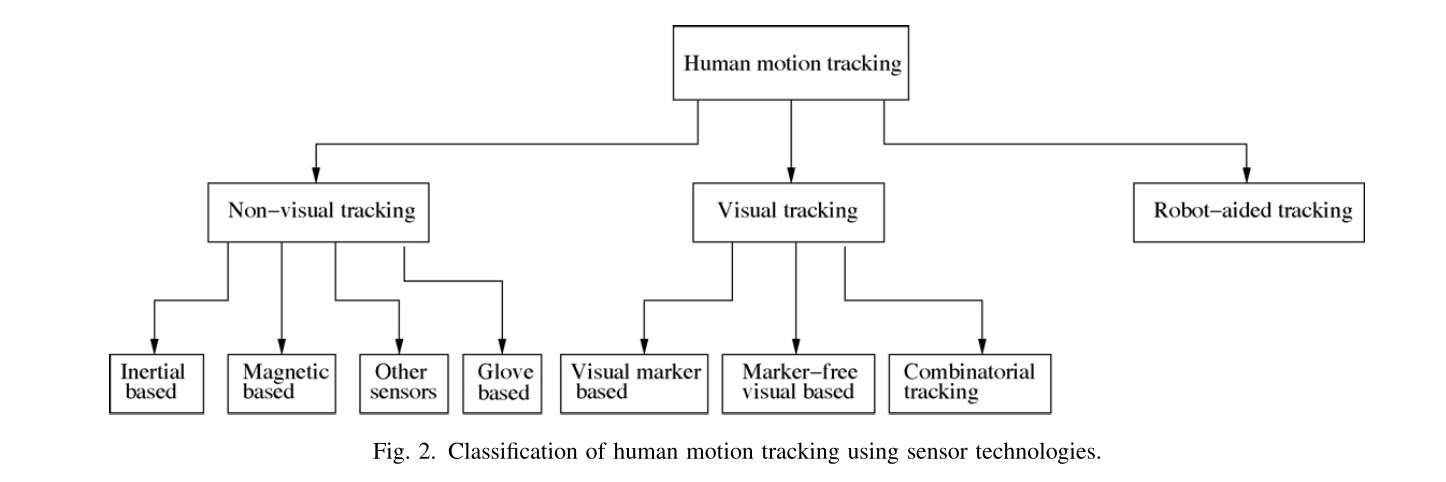 Human motion tracking
Non−visual tracking
Visual tracking
Robot−aided tracking
Inertial
based
Magnetic
based
Other
sensors
Glove
based
Visual marker
based
Marker−free
visual based
Combinatorial
tracking
Fig. 2. Classification of human motion tracking using sensor technologies.